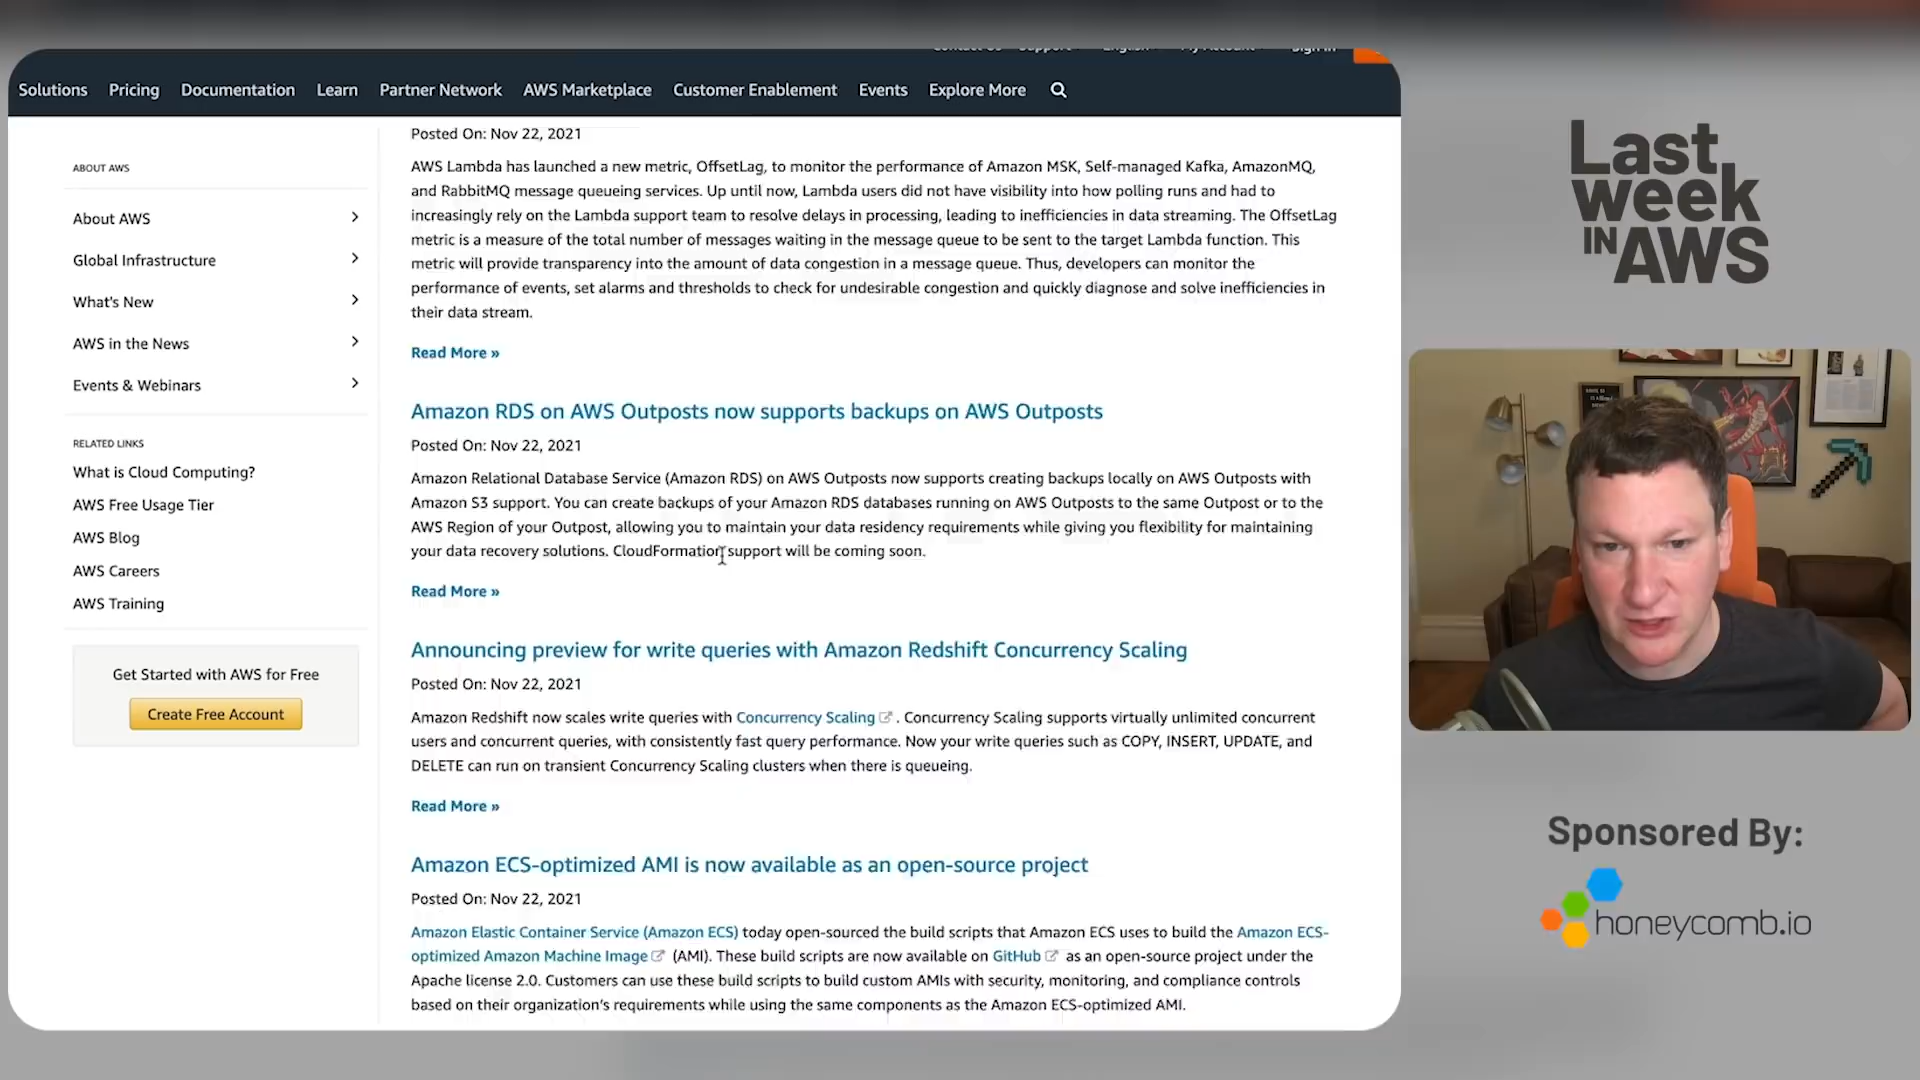 Contact Us Support English My Account Sign In
Solutions Pricing Documentation Learn Partner Network AWS Marketplace Customer Enablement Events Explore More
ABOUT AWS
About AWS
Global Infrastructure
What's New
AWS in the News
Events & Webinars
RELATED LINKS
What is Cloud Computing?
AWS Free Usage Tier
AWS Blog
AWS Careers
AWS Training
Get Started with AWS for Free
Create Free Account
Posted On: Nov 22, 2021
AWS Lambda has launched a new metric, OffsetLag, to monitor the performance of Amazon MSK, Self-managed Kafka, AmazonMQ,
and RabbitMQ message queueing services. Up until now, Lambda users did not have visibility into how polling runs and had to
increasingly rely on the Lambda support team to resolve delays in processing, leading to inefficiencies in data streaming. The OffsetLag
metric is a measure of the total number of messages waiting in the message queue to be sent to the target Lambda function. This
metric will provide transparency into the amount of data congestion in a message queue. Thus, developers can monitor the
performance of events, set alarms and thresholds to check for undesirable congestion and quickly diagnose and solve inefficiencies in
their data stream.
Read More »
Amazon RDS on AWS Outposts now supports backups on AWS Outposts
Posted On: Nov 22, 2021
Amazon Relational Database Service (Amazon RDS) on AWS Outposts now supports creating backups locally on AWS Outposts with
Amazon S3 support. You can create backups of your Amazon RDS databases running on AWS Outposts to the same Outpost or to the
AWS Region of your Outpost, allowing you to maintain your data residency requirements while giving you flexibility for maintaining
your data recovery solutions. CloudFormation support will be coming soon.
Read More »
Announcing preview for write queries with Amazon Redshift Concurrency Scaling
Posted On: Nov 22, 2021
Amazon Redshift now scales write queries with Concurrency Scaling. Concurrency Scaling supports virtually unlimited concurrent
users and concurrent queries, with consistently fast query performance. Now your write queries such as COPY, INSERT, UPDATE, and
DELETE can run on transient Concurrency Scaling clusters when there is queueing.
Read More »
Amazon ECS-optimized AMI is now available as an open-source project
Posted On: Nov 22, 2021
Amazon Elastic Container Service (Amazon ECS) today open-sourced the build scripts that Amazon ECS uses to build the Amazon ECS-
optimized Amazon Machine Image (AMI). These build scripts are now available on GitHub as an open-source project under the
Apache license 2.0. Customers can use these build scripts to build custom AMIs with security, monitoring, and compliance controls
based on their organization's requirements while using the same components as the Amazon ECS-optimized AMI.
Last
week
IN AWS
Sponsored By:
honeycomb.io